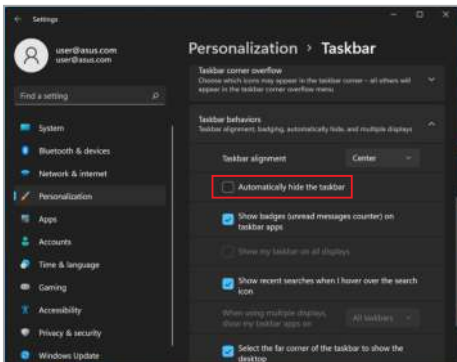 Settings
user@asus.com
user@asus.com
Find a setting
System
Bluetooth & devices
Network & internet
Personalization
Apps
Accounts
Time & language
Gaming
Accessibility
Privacy & security
Windows Update
Personalization > Taskbar
Taskbar corner overflow
Choose which icons may appear in the taskbar corner – all others will
appear in the taskbar corner overflow menu
Taskbar behaviors
Taskbar alignment, badging, automatically hide, and multiple displays
Taskbar alignment
Center
Automatically hide the taskbar
Show badges (unread messages counter) on
taskbar apps
Show my taskbar on all displays
Show recent searches when I hover over the search
icon
When using multiple displays,
show my taskbar apps on
All taskbars
Select the far corner of the taskbar to show the
desktop